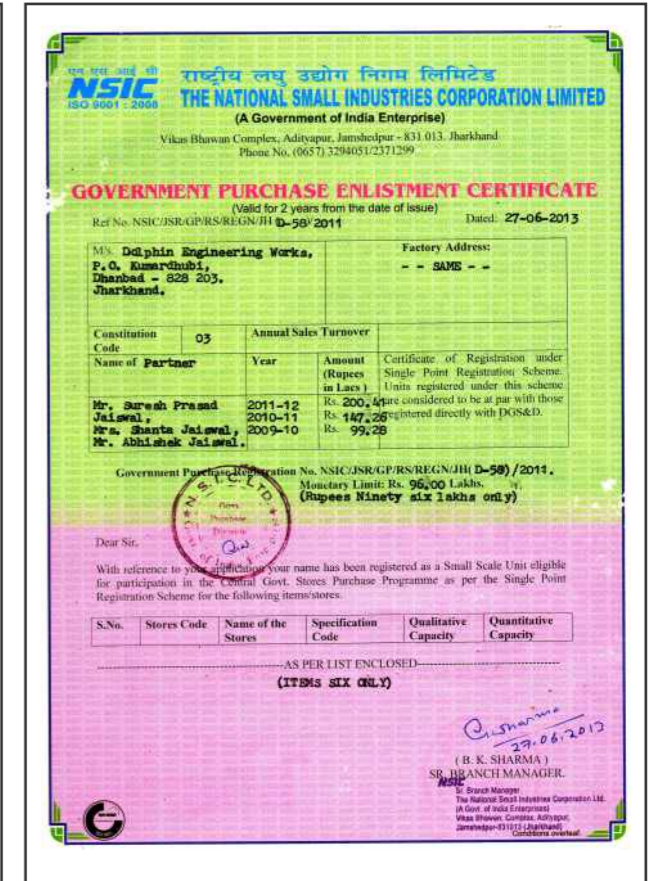 एन एस आई सी
NSIC
ISO 9001 : 2008
राष्ट्रीय लघु उद्योग निगम लिमिटेड
THE NATIONAL SMALL INDUSTRIES CORPORATION LIMITED
(A Government of India Enterprise)
Vikas Bhawan Complex, Adityapur, Jamshedpur - 831 013. Jharkhand
Phone No. (0657) 3294051/2371299
GOVERNMENT PURCHASE ENLISTMENT CERTIFICATE
(Valid for 2 years from the date of issue)
Ref No. NSIC/JSR/GP/RS/REGN/JH D-58/2011 Dated: 27-06-2013
M/S. Dolphin Engineering Works,
P.O. Kumardhubi,
Dhanbad - 828 203.
Jharkhand.
Factory Address:
- - SAME - -
Constitution Code 03 Annual Sales Turnover
Name of Partner
Mr. Suresh Prasad
Jaiswal,
Mrs. Shanta Jaiswal,
Mr. Abhishek Jaiswal.
Year
2011-12
2010-11
2009-10
Amount
(Rupees
in Lacs )
Rs. 200.41
Rs. 147.26
Rs. 99.28
Certificate of Registration under
Single Point Registration Scheme.
Units registered under this scheme
are considered to be at par with those
registered directly with DGS&D.
Government Purchase Registration No. NSIC/JSR/GP/RS/REGN/JH( D-58)/2011.
Monetary Limit: Rs. 96.00 Lakhs.
(Rupees Ninety six lakhs only)
N.S.I.C. LTD.
Govt
Purchase
Division
Dear Sir,
With reference to your application your name has been registered as a Small Scale Unit eligible
for participation in the Central Govt. Stores Purchase Programme as per the Single Point
Registration Scheme for the following items/stores.
S.No. Stores Code Name of the Stores Specification Code Qualitative Capacity Quantitative Capacity
AS PER LIST ENCLOSED
(ITEMS SIX ONLY)
27.06.2013
( B. K. SHARMA )
SR. BRANCH MANAGER.
NSIC
Sr. Branch Manager
The National Small Industries Corporation Ltd.
(A Govt. of India Enterprises)
Vikas Bhawan, Complex, Adityapur,
Jamshedpur-831013 (Jharkhand)
Conditions overleaf.